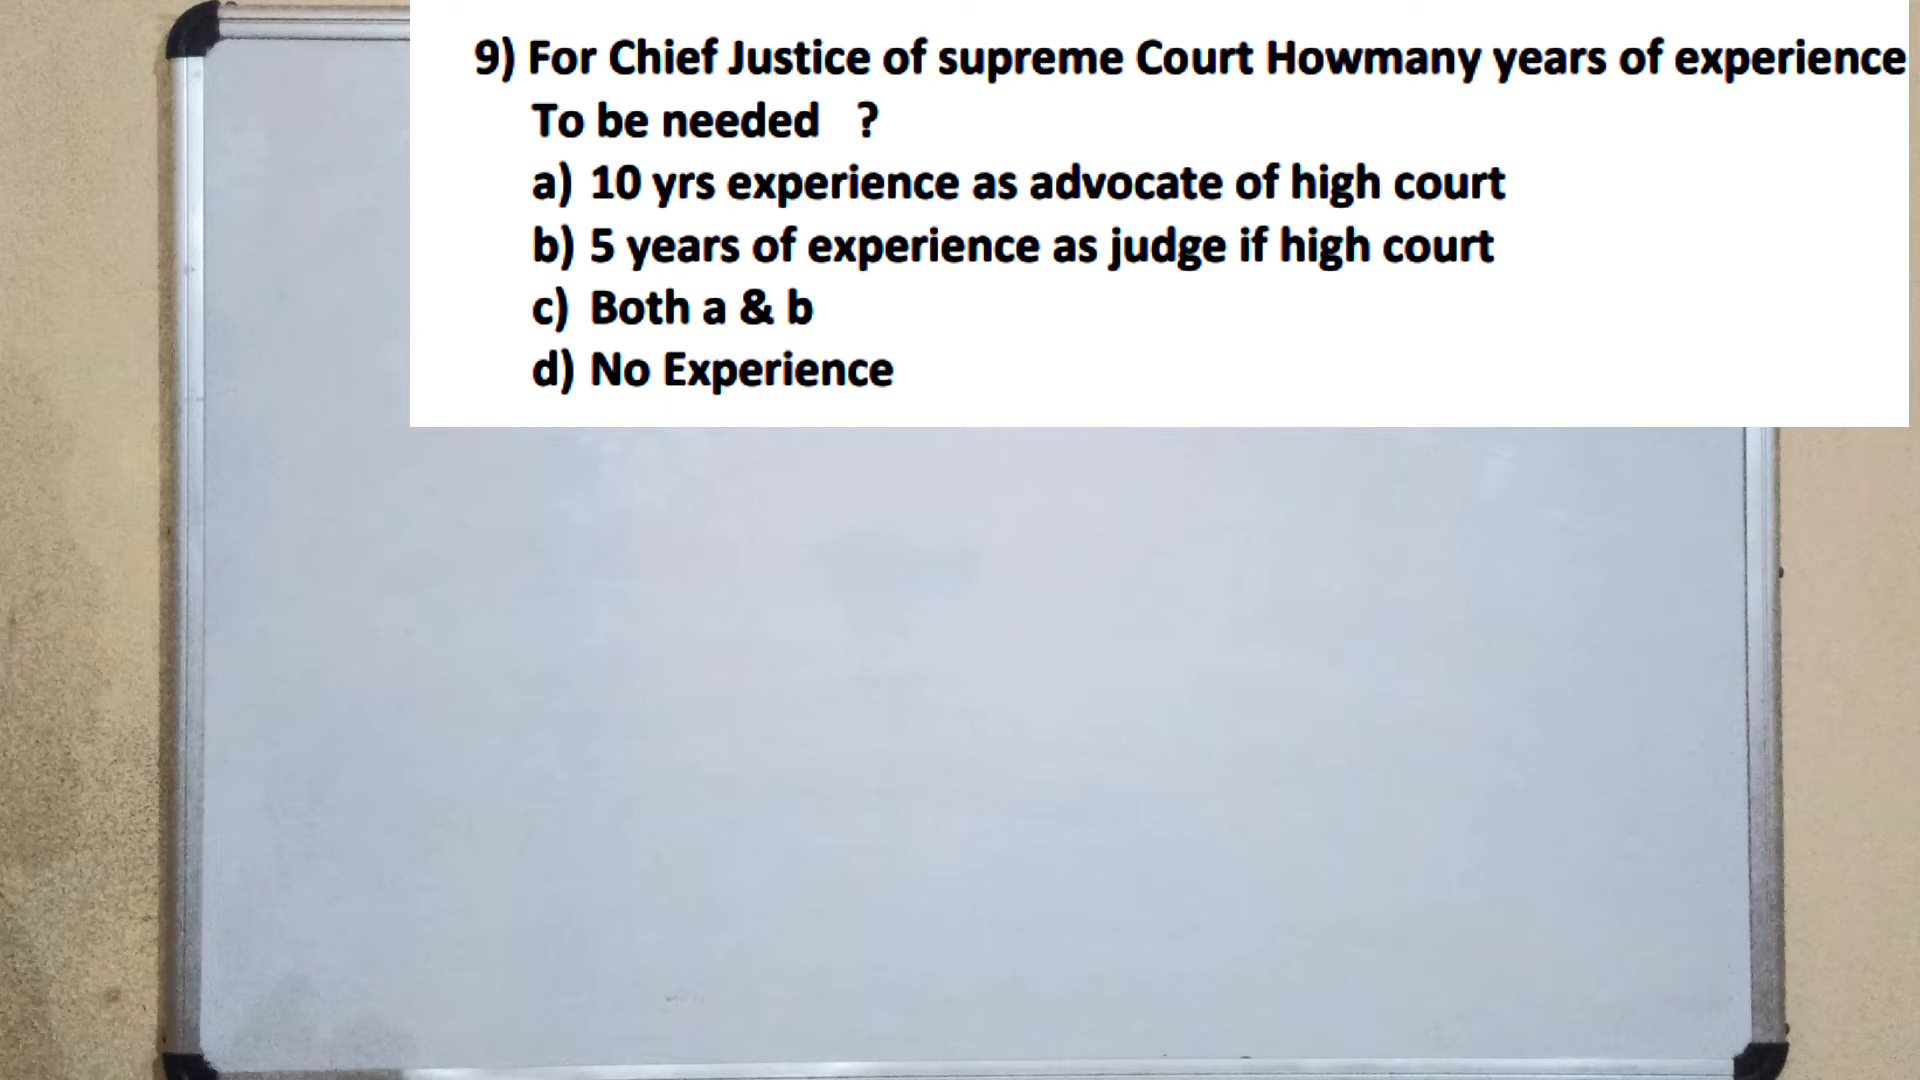 9) For Chief Justice of supreme Court Howmany years of experience
To be needed ?
a) 10 yrs experience as advocate of high court
b) 5 years of experience as judge if high court
c) Both a & b
d) No Experience